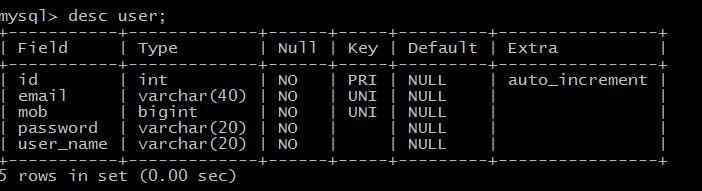 mysql> desc user;
+-----------+-------------+------+-----+---------+----------------+
| Field     | Type        | Null | Key | Default | Extra          |
+-----------+-------------+------+-----+---------+----------------+
| id        | int         | NO   | PRI | NULL    | auto_increment |
| email     | varchar(40) | NO   | UNI | NULL    |                |
| mob       | bigint      | NO   | UNI | NULL    |                |
| password  | varchar(20) | NO   |     | NULL    |                |
| user_name | varchar(20) | NO   |     | NULL    |                |
+-----------+-------------+------+-----+---------+----------------+
5 rows in set (0.00 sec)